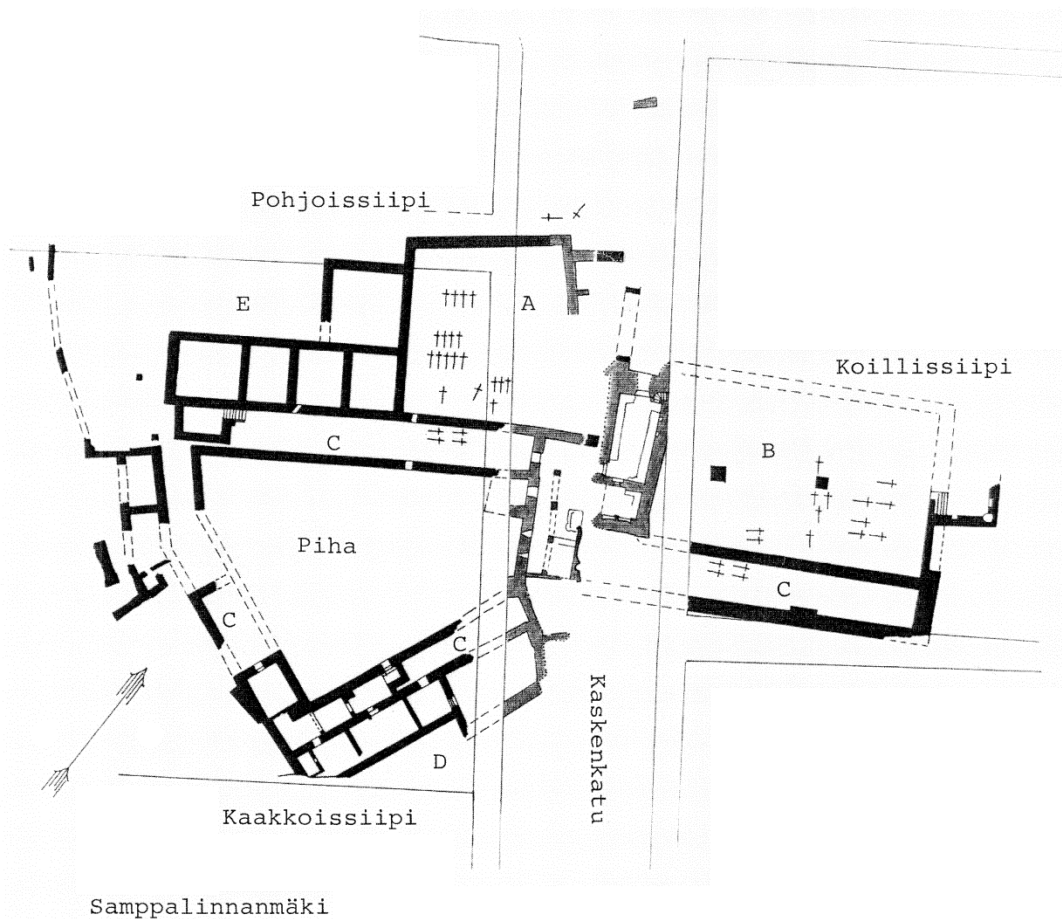 Pohjoissiipi
E
A
Koillissiipi
C
B
Piha
C
C
C
Kaskenkatu
D
Kaakkoissiipi
Samppalinnanmäki